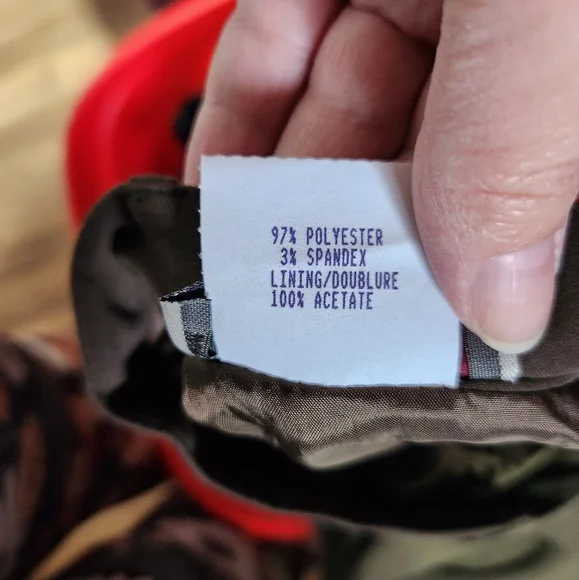 97% POLYESTER
3% SPANDEX
LINING/DOUBLURE
100% ACETATE